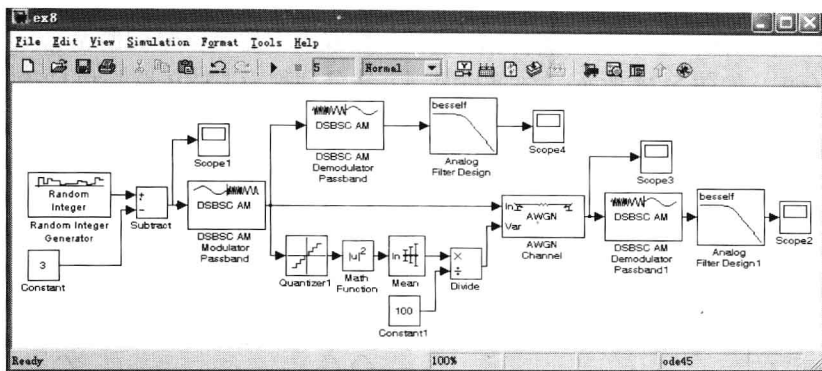 ex8
File Edit View Simulation Format Tools Help
5
Normal
besself
DSBSC AM
DSBSC AM
Demodulator
Passband
Analog
Filter Design
Scope4
Scope1
Scope3
Random
Integer
Random Integer
Generator
+
−
Subtract
DSBSC AM
DSBSC AM
Modulator
Passband
In
Var
AWGN
AWGN
Channel
DSBSC AM
DSBSC AM
Demodulator
Passband1
besself
Analog
Filter Design1
Scope2
3
Constant
Quantizer1
|u|²
Math
Function
In
Mean
×
÷
Divide
100
Constant1
Ready
100%
ode45